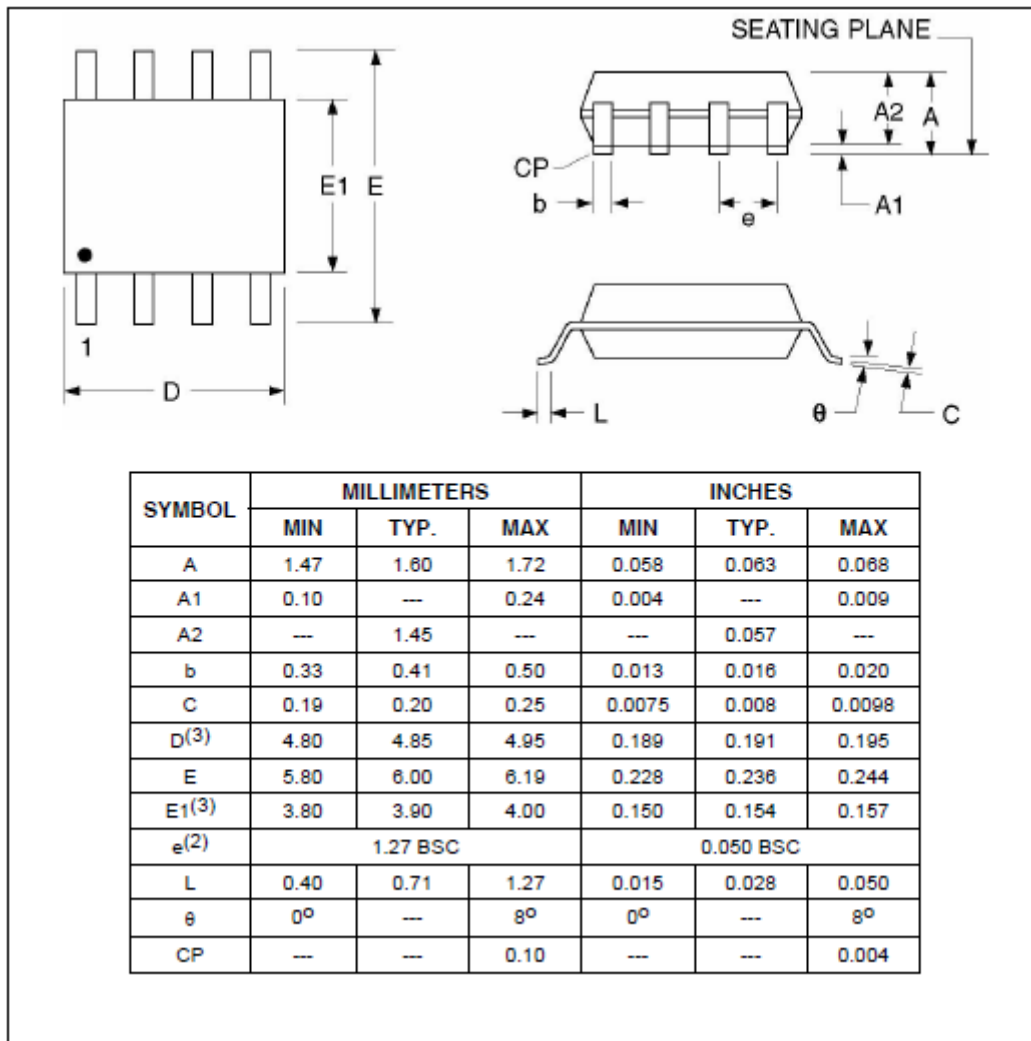 SEATING PLANE
A2 A
E1 E
CP
b
e
A1
1
D
L
θ
C
SYMBOL MILLIMETERS INCHES
MIN TYP. MAX MIN TYP. MAX
A 1.47 1.60 1.72 0.058 0.063 0.068
A1 0.10 --- 0.24 0.004 --- 0.009
A2 --- 1.45 --- --- 0.057 ---
b 0.33 0.41 0.50 0.013 0.016 0.020
C 0.19 0.20 0.25 0.0075 0.008 0.0098
D(3) 4.80 4.85 4.95 0.189 0.191 0.195
E 5.80 6.00 6.19 0.228 0.236 0.244
E1(3) 3.80 3.90 4.00 0.150 0.154 0.157
e(2) 1.27 BSC 0.050 BSC
L 0.40 0.71 1.27 0.015 0.028 0.050
θ 0º --- 8º 0º --- 8º
CP --- --- 0.10 --- --- 0.004